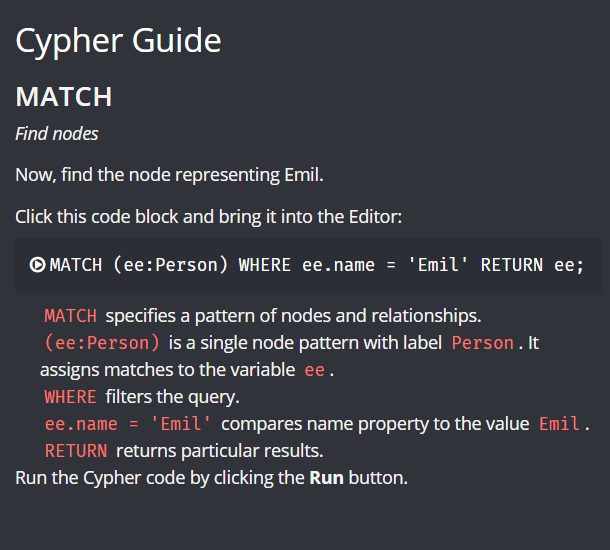 Cypher Guide
MATCH
Find nodes
Now, find the node representing Emil.
Click this code block and bring it into the Editor:
MATCH (ee:Person) WHERE ee.name = 'Emil' RETURN ee;
MATCH specifies a pattern of nodes and relationships.
(ee:Person) is a single node pattern with label Person. It
assigns matches to the variable ee.
WHERE filters the query.
ee.name = 'Emil' compares name property to the value Emil.
RETURN returns particular results.
Run the Cypher code by clicking the Run button.